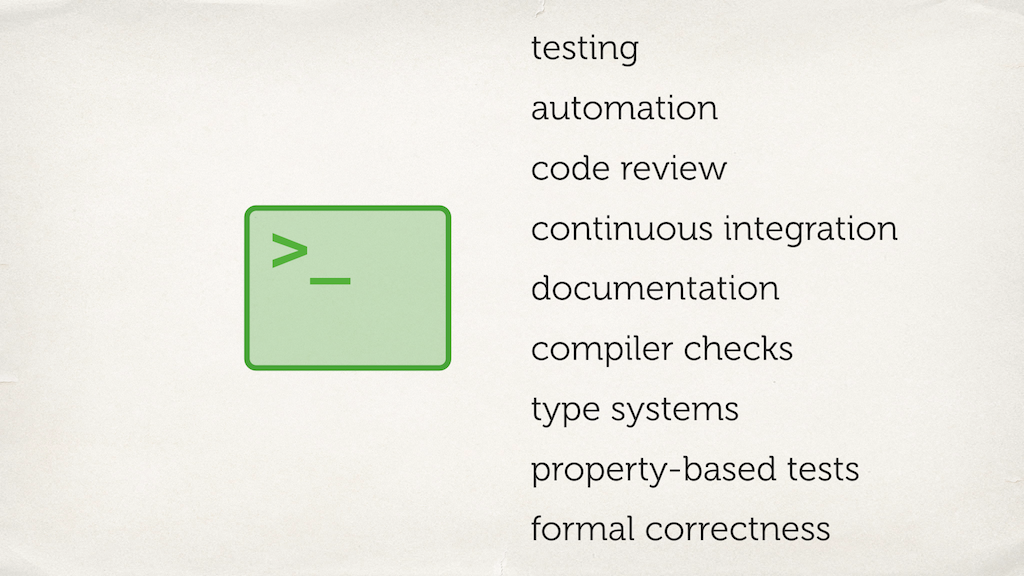 >_
testing
automation
code review
continuous integration
documentation
compiler checks
type systems
property-based tests
formal correctness